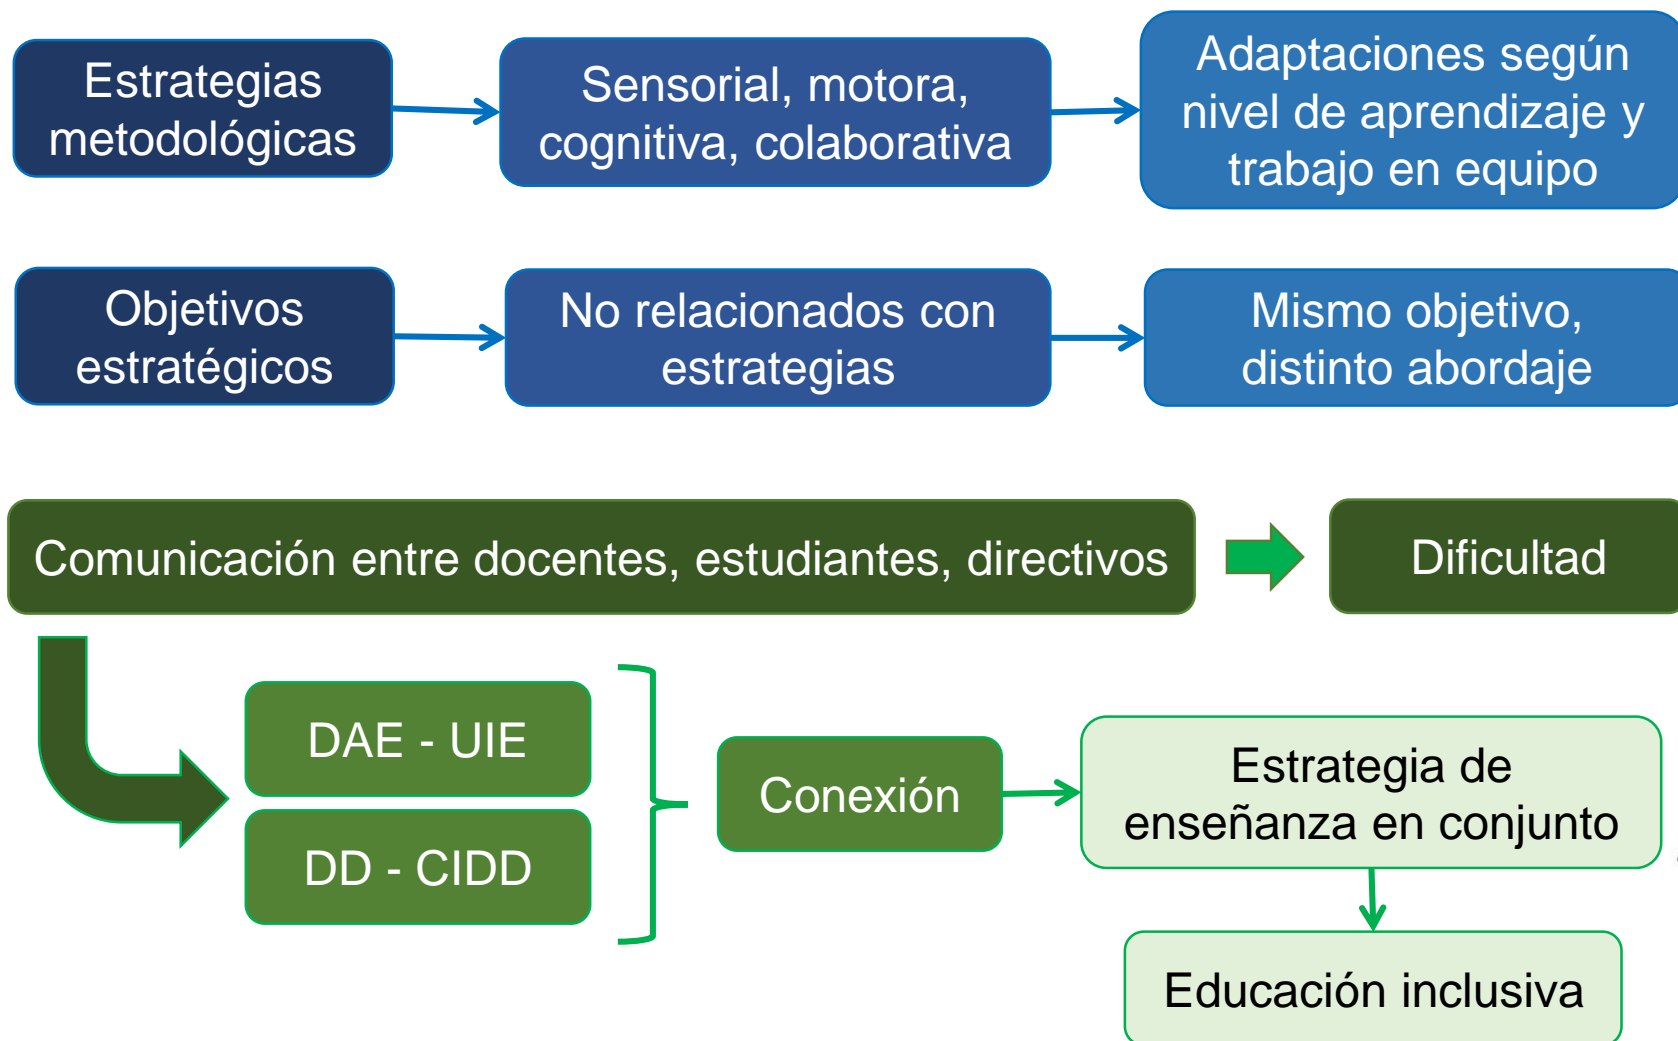 Estrategias
metodológicas
Sensorial, motora,
cognitiva, colaborativa
Adaptaciones según
nivel de aprendizaje y
trabajo en equipo
Objetivos
estratégicos
No relacionados con
estrategias
Mismo objetivo,
distinto abordaje
Comunicación entre docentes, estudiantes, directivos
Dificultad
DAE - UIE
DD - CIDD
Conexión
Estrategia de
enseñanza en conjunto
Educación inclusiva